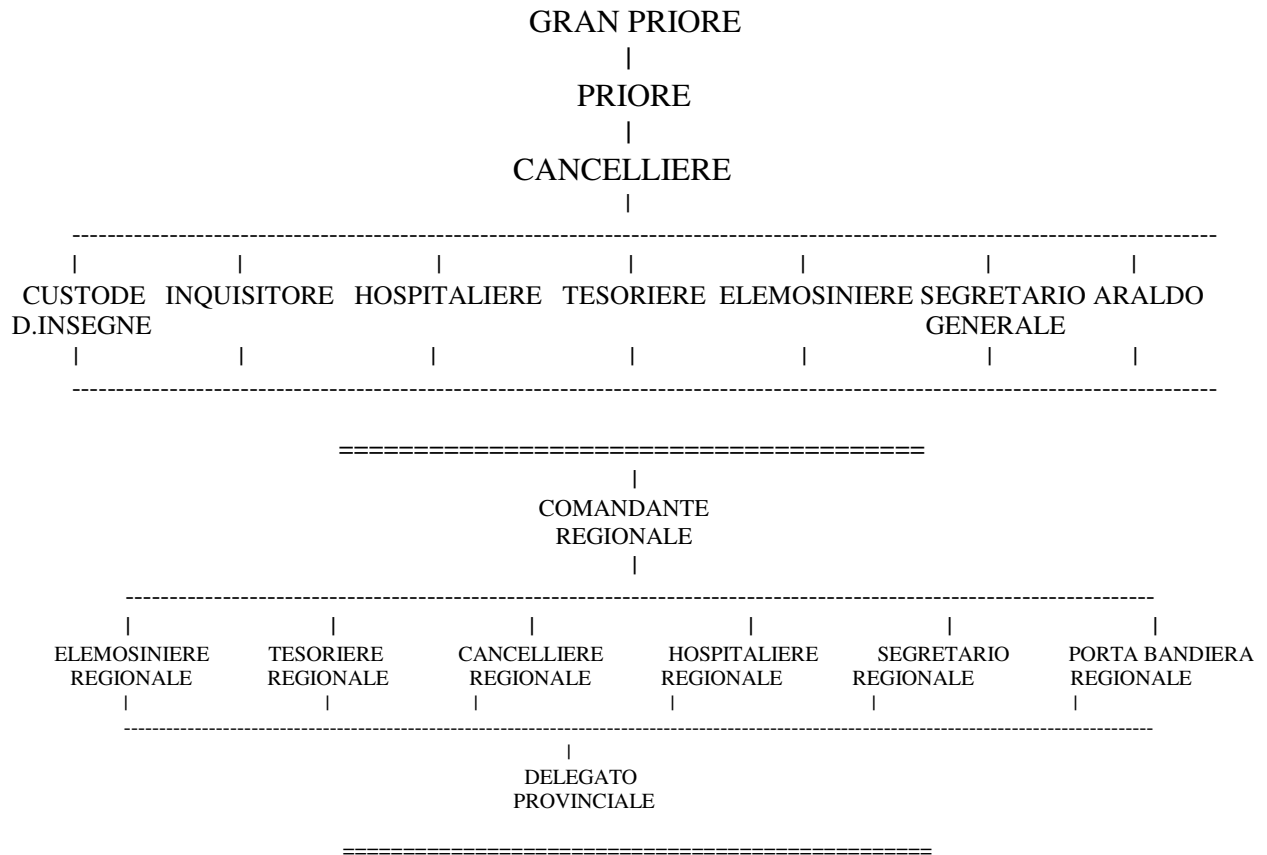 GRAN PRIORE
|
PRIORE
|
CANCELLIERE
|
-----------------------------------------------------------------------------------------------------------------------------------
| | | | | | |
CUSTODE INQUISITORE HOSPITALIERE TESORIERE ELEMOSINIERE SEGRETARIO ARALDO
D.INSEGNE GENERALE
| | | | | | |
-----------------------------------------------------------------------------------------------------------------------------------
=======================================
|
COMANDANTE
REGIONALE
|
----------------------------------------------------------------------------------------------------------------------
| | | | | |
ELEMOSINIERE TESORIERE CANCELLIERE HOSPITALIERE SEGRETARIO PORTA BANDIERA
REGIONALE REGIONALE REGIONALE REGIONALE REGIONALE REGIONALE
| | | | | |
----------------------------------------------------------------------------------------------------------------------
|
DELEGATO
PROVINCIALE
===============================================